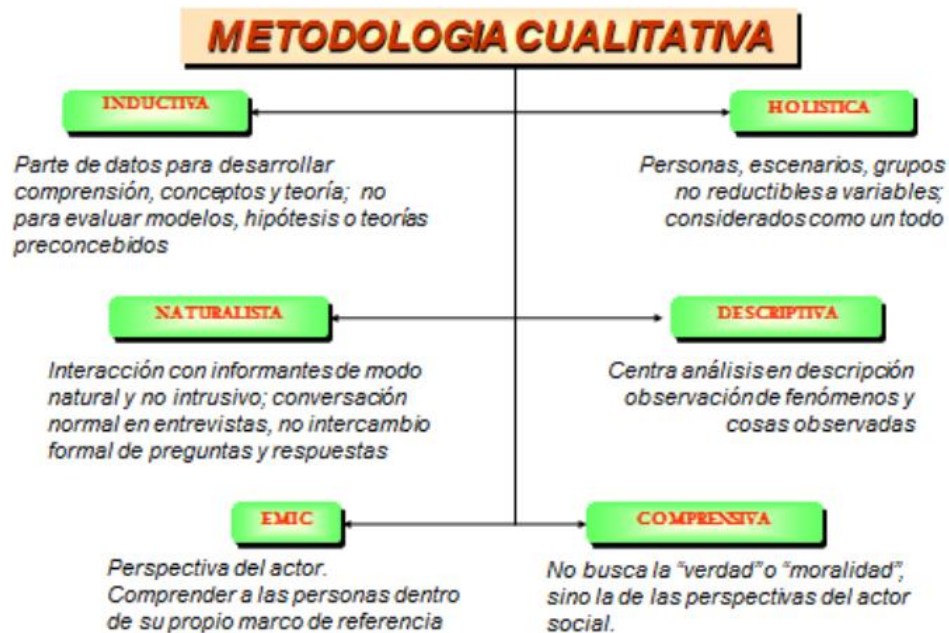 METODOLOGIA CUALITATIVA
INDUCTIVA
Parte de datos para desarrollar
comprensión, conceptos y teoría; no
para evaluar modelos, hipótesis o teorías
preconcebidos
HOLISTICA
Personas, escenarios, grupos
no reductibles a variables;
considerados como un todo
NATURALISTA
Interacción con informantes de modo
natural y no intrusivo; conversación
normal en entrevistas, no intercambio
formal de preguntas y respuestas
DESCRIPTIVA
Centra análisis en descripción
observación de fenómenos y
cosas observadas
EMIC
Perspectiva del actor.
Comprender a las personas dentro
de su propio marco de referencia
COMPRENSIVA
No busca la “verdad” o “moralidad”,
sino la de las perspectivas del actor
social.